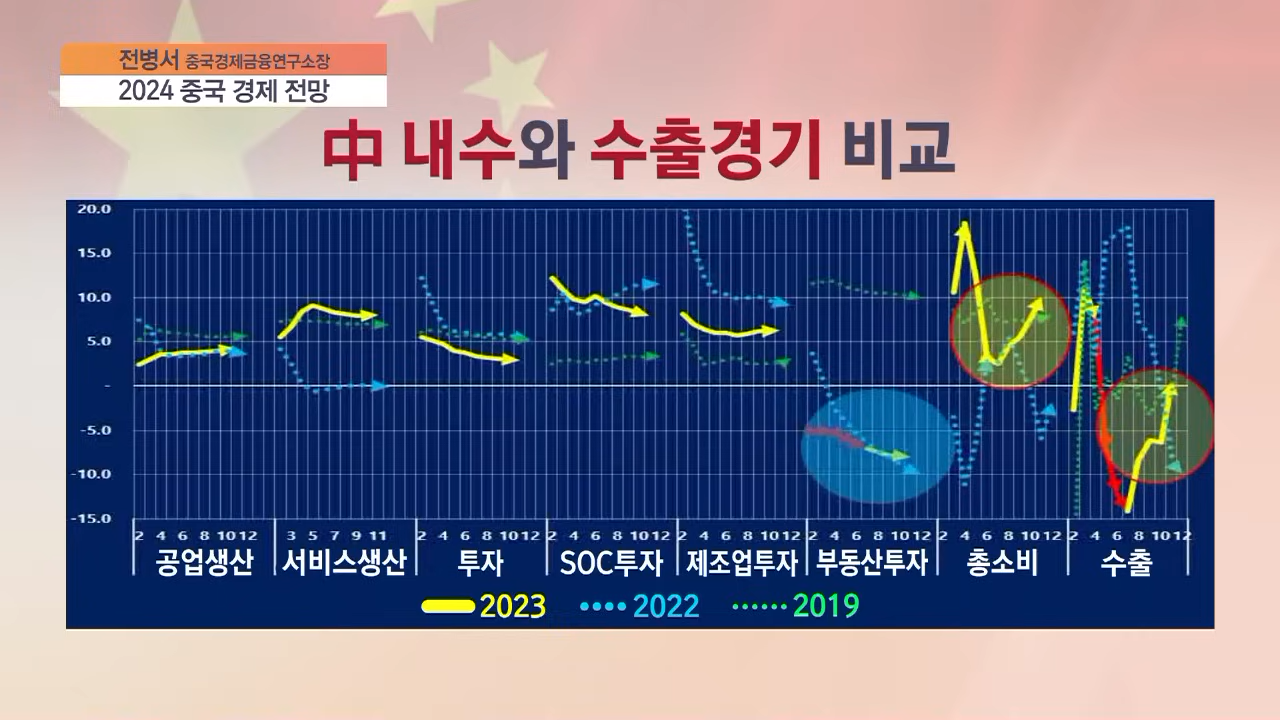 전병서 중국경제금융연구소장
2024 중국 경제 전망
中 내수와 수출경기 비교
20.0
15.0
10.0
5.0
-
-5.0
-10.0
-15.0
2 4 6 8 10 12 3 5 7 9 11 2 4 6 8 10 12 2 4 6 8 10 12 2 4 6 8 10 12 2 4 6 8 10 12 2 4 6 8 10 12 2 4 6 8 10 12
공업생산 서비스생산 투자 SOC투자 제조업투자 부동산투자 총소비 수출
2023 2022 2019